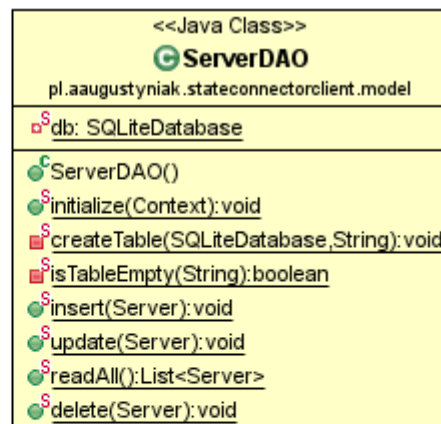 <<Java Class>>
C ServerDAO
pl.aaugustyniak.stateconnectorclient.model
S db: SQLiteDatabase
C ServerDAO()
S initialize(Context):void
S createTable(SQLiteDatabase,String):void
S isTableEmpty(String):boolean
S insert(Server):void
S update(Server):void
S readAll():List<Server>
S delete(Server):void